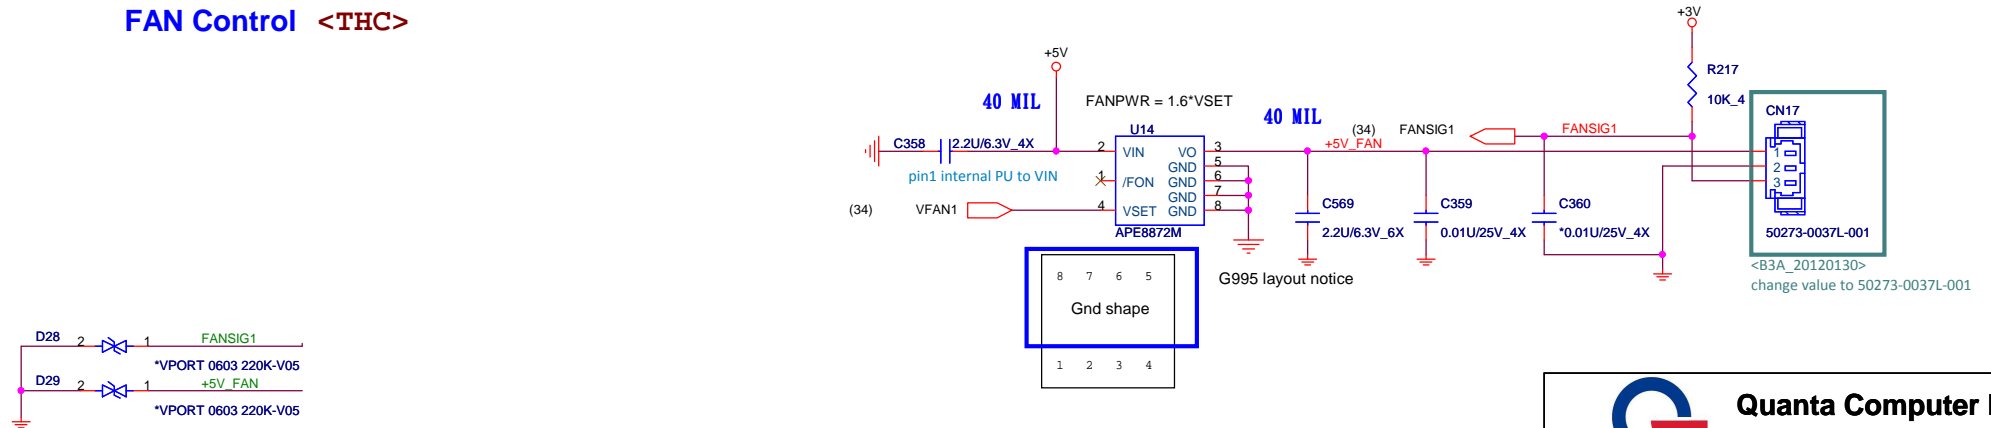 FAN Control <THC>
+3V
+5V
R217
10K_4
40 MIL
FANPWR = 1.6*VSET
40 MIL
CN17
U14
(34)
FANSIG1
FANSIG1
C358
2.2U/6.3V_4X
2
VIN
VO
3
+5V_FAN
1
GND
5
2
pin1 internal PU to VIN
1
/FON
GND
6
3
GND
7
(34)
VFAN1
4
VSET
GND
8
C569
C359
C360
APE8872M
2.2U/6.3V_6X
0.01U/25V_4X
*0.01U/25V_4X
50273-0037L-001
8 7 6 5
G995 layout notice
<B3A_20120130>
change value to 50273-0037L-001
Gnd shape
D28
2
1
FANSIG1
*VPORT 0603 220K-V05
1 2 3 4
D29
2
1
+5V_FAN
*VPORT 0603 220K-V05
Quanta Computer